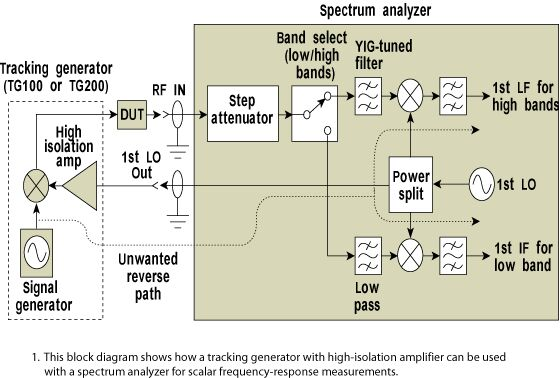 Spectrum analyzer
Band select
(low/high
bands)
YIG-tuned
filter
Tracking generator
(TG100 or TG200)
RF IN
DUT
Step
attenuator
1st LF for
high bands
High
isolation
amp
1st LO
Out
Power
split
1st LO
Unwanted
reverse
path
Signal
generator
Low
pass
1st IF for
low band
1. This block diagram shows how a tracking generator with high-isolation amplifier can be used
with a spectrum analyzer for scalar frequency-response measurements.